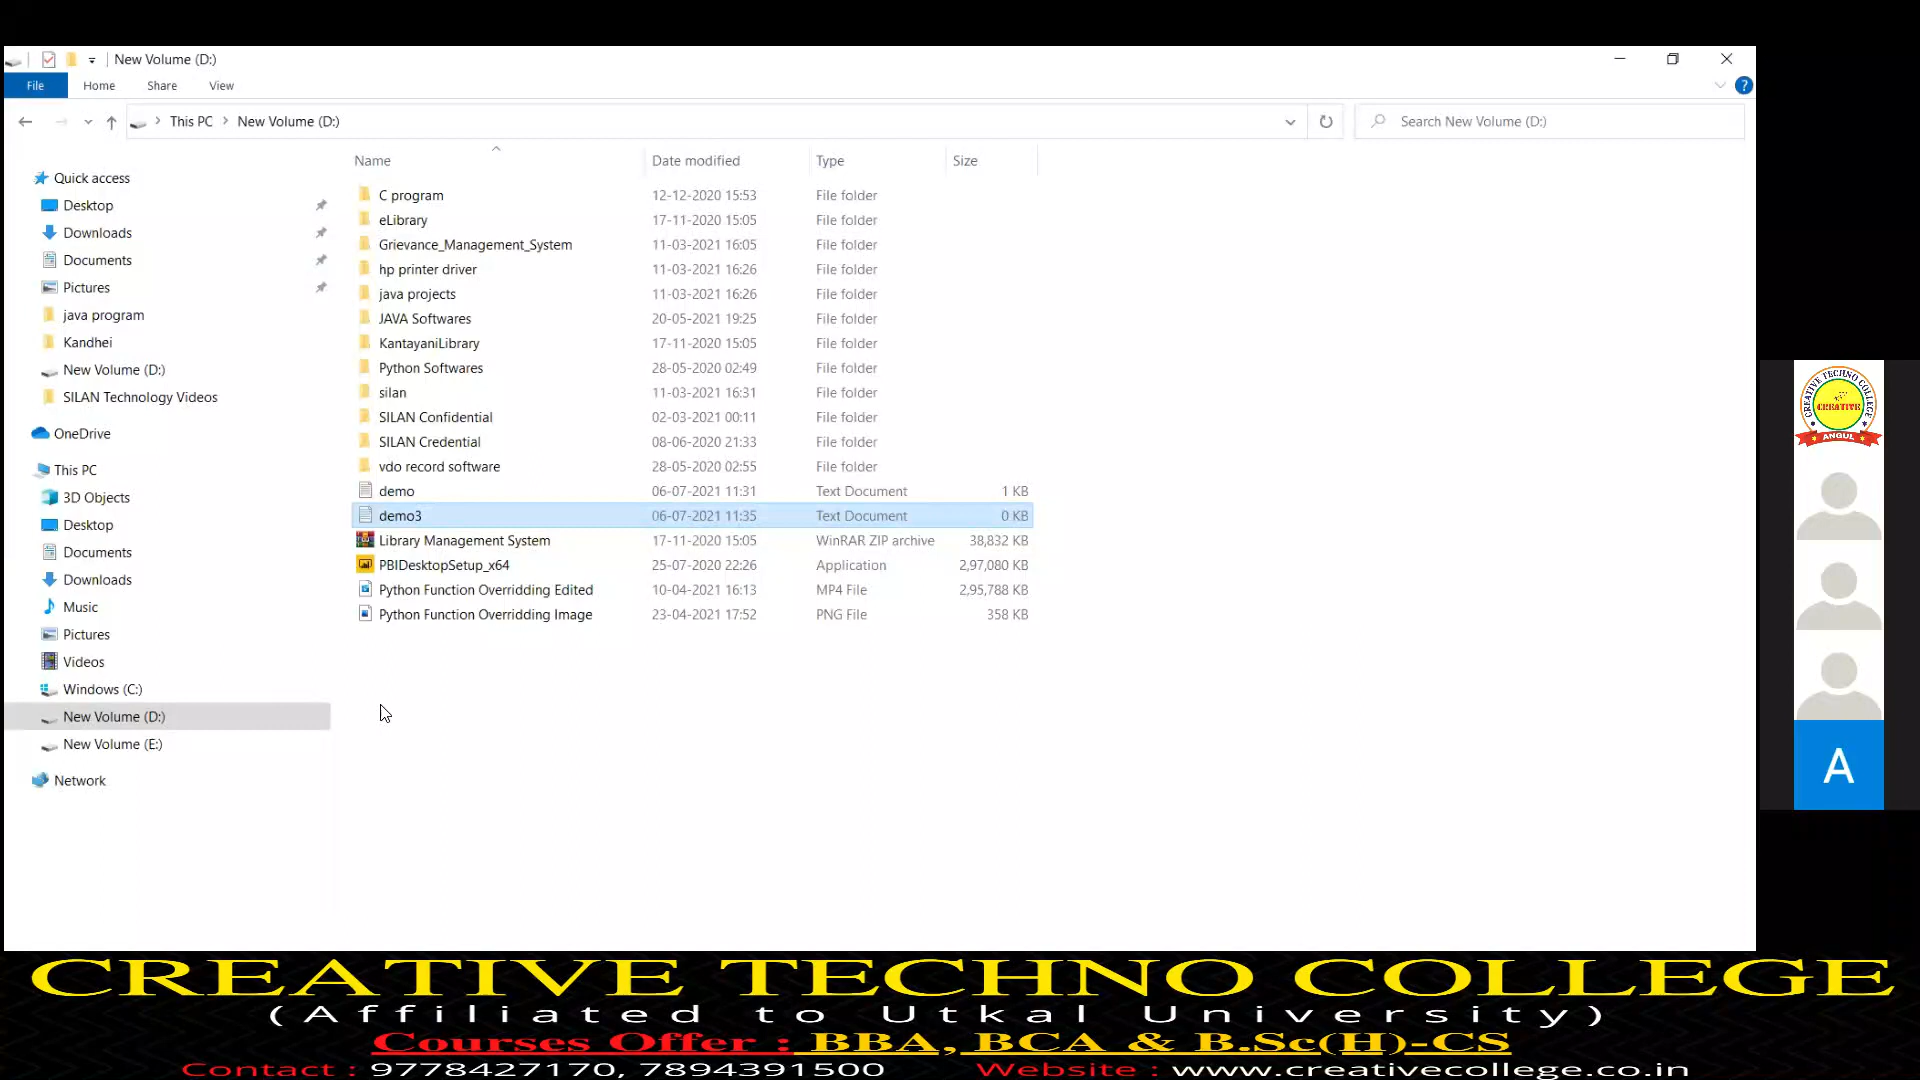 New Volume (D:)
File Home Share View ?
This PC New Volume (D:) Search New Volume (D:)
Quick access
Desktop
Downloads
Documents
Pictures
java program
Kandhei
New Volume (D:)
SILAN Technology Videos
OneDrive
This PC
3D Objects
Desktop
Documents
Downloads
Music
Pictures
Videos
Windows (C:)
New Volume (D:)
New Volume (E:)
Network
Name Date modified Type Size
C program 12-12-2020 15:53 File folder
eLibrary 17-11-2020 15:05 File folder
Grievance_Management_System 11-03-2021 16:05 File folder
hp printer driver 11-03-2021 16:26 File folder
java projects 11-03-2021 16:26 File folder
JAVA Softwares 20-05-2021 19:25 File folder
KantayaniLibrary 17-11-2020 15:05 File folder
Python Softwares 28-05-2020 02:49 File folder
silan 11-03-2021 16:31 File folder
SILAN Confidential 02-03-2021 00:11 File folder
SILAN Credential 08-06-2020 21:33 File folder
vdo record software 28-05-2020 02:55 File folder
demo 06-07-2021 11:31 Text Document 1 KB
demo3 06-07-2021 11:35 Text Document 0 KB
Library Management System 17-11-2020 15:05 WinRAR ZIP archive 38,832 KB
PBIDesktopSetup_x64 25-07-2020 22:26 Application 2,97,080 KB
Python Function Overridding Edited 10-04-2021 16:13 MP4 File 2,95,788 KB
Python Function Overridding Image 23-04-2021 17:52 PNG File 358 KB
CREATIVE TECHNO COLLEGE
CREATIVE
ANGUL
A
CREATIVE TECHNO COLLEGE
(Affiliated to Utkal University)
Courses Offer : BBA, BCA & B.Sc(H)-CS
Contact : 9778427170, 7894391500 Website : www.creativecollege.co.in